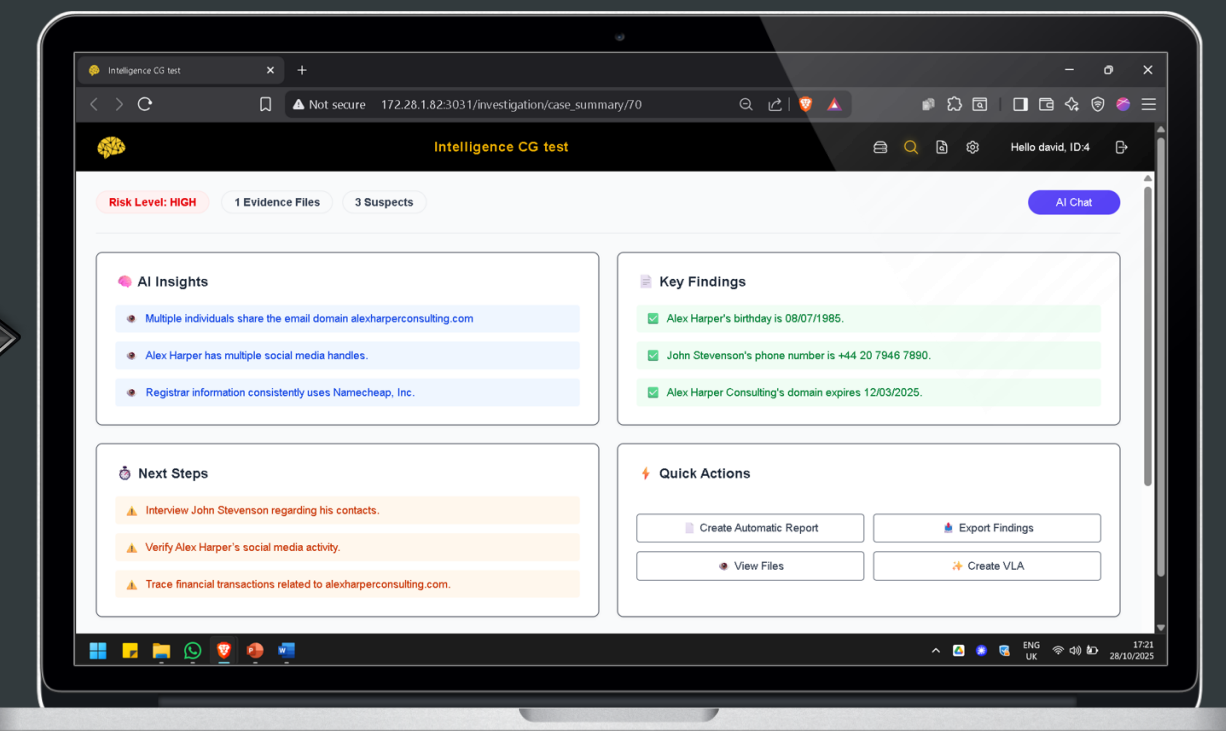 Intelligence CG test
Not secure 172.28.1.82:3031/investigation/case_summary/70
Intelligence CG test
Hello david, ID:4
Risk Level: HIGH
1 Evidence Files
3 Suspects
AI Chat
AI Insights
Multiple individuals share the email domain alexharperconsulting.com
Alex Harper has multiple social media handles.
Registrar information consistently uses Namecheap, Inc.
Key Findings
Alex Harper's birthday is 08/07/1985.
John Stevenson's phone number is +44 20 7946 7890.
Alex Harper Consulting's domain expires 12/03/2025.
Next Steps
Interview John Stevenson regarding his contacts.
Verify Alex Harper's social media activity.
Trace financial transactions related to alexharperconsulting.com.
Quick Actions
Create Automatic Report
Export Findings
View Files
Create VLA
ENG
UK
17:21
28/10/2025